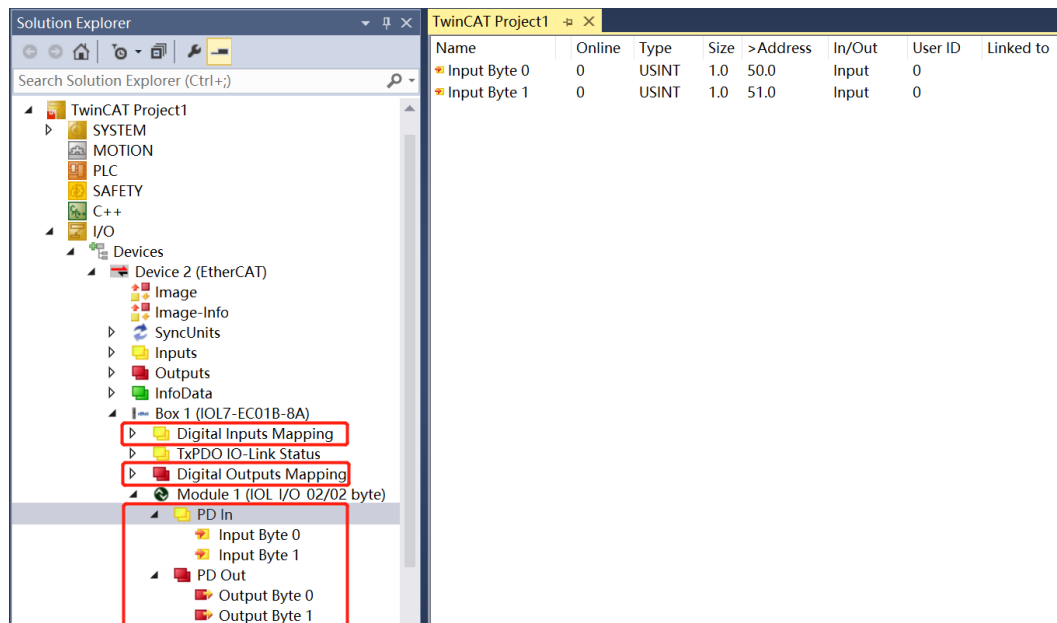 Solution Explorer
Search Solution Explorer (Ctrl+;)
TwinCAT Project1
SYSTEM
MOTION
PLC
SAFETY
C++
I/O
Devices
Device 2 (EtherCAT)
Image
Image-Info
SyncUnits
Inputs
Outputs
InfoData
Box 1 (IOL7-EC01B-8A)
Digital Inputs Mapping
TxPDO IO-Link Status
Digital Outputs Mapping
Module 1 (IOL I/O 02/02 byte)
PD In
Input Byte 0
Input Byte 1
PD Out
Output Byte 0
Output Byte 1
TwinCAT Project1
Name Online Type Size >Address In/Out User ID Linked to
Input Byte 0 0 USINT 1.0 50.0 Input 0
Input Byte 1 0 USINT 1.0 51.0 Input 0